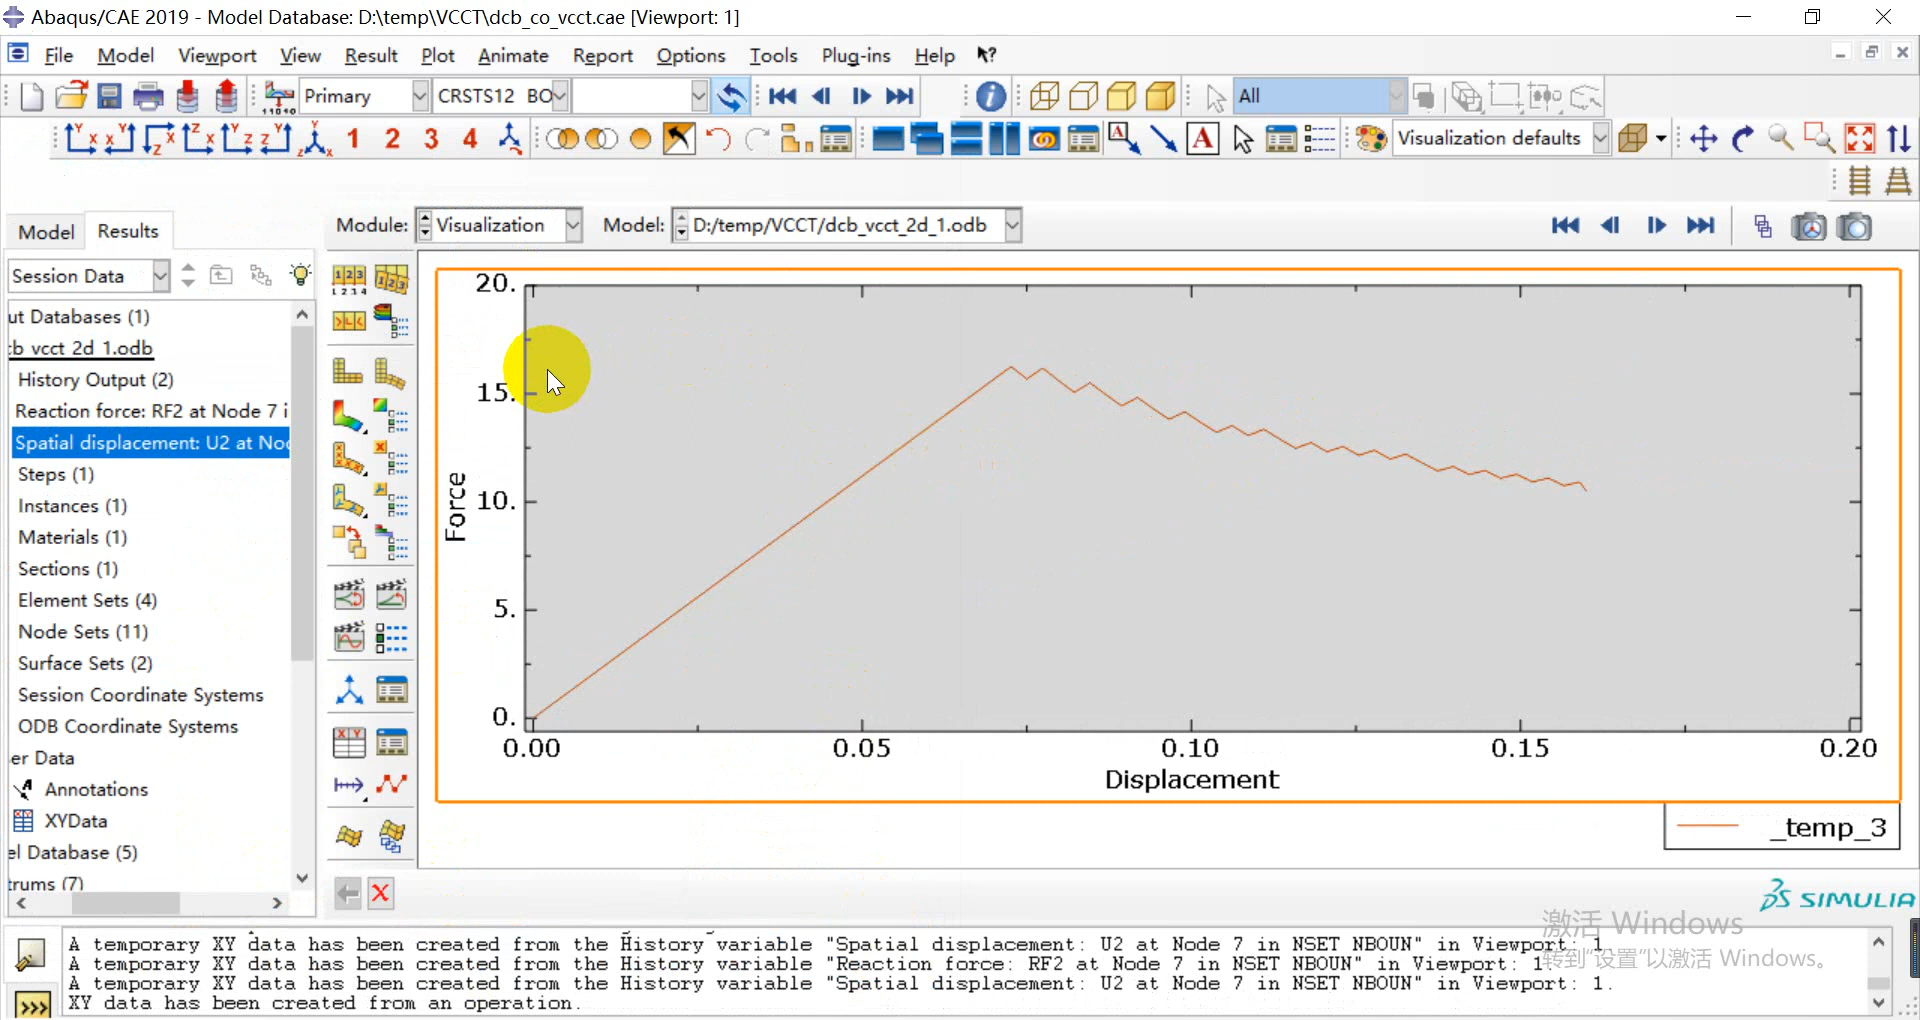 Abaqus/CAE 2019 - Model Database: D:\temp\VCCT\dcb_co_vcct.cae [Viewport: 1]
File Model Viewport View Result Plot Animate Report Options Tools Plug-ins Help
Primary CRSTS12 BO All
1 2 3 4 Visualization defaults
Model Results Module: Visualization Model: D:/temp/VCCT/dcb_vcct_2d_1.odb
Session Data
ut Databases (1)
cb vcct 2d 1.odb
History Output (2)
Reaction force: RF2 at Node 7 i
Spatial displacement: U2 at Noc
Steps (1)
Instances (1)
Materials (1)
Sections (1)
Element Sets (4)
Node Sets (11)
Surface Sets (2)
Session Coordinate Systems
ODB Coordinate Systems
er Data
Annotations
XYData
el Database (5)
trums (7)
20.
15.
10.
5.
0.
Force
0.00 0.05 0.10 0.15 0.20
Displacement
_temp_3
SIMULIA
激活 Windows
转到"设置"以激活 Windows。
A temporary XY data has been created from the History variable "Spatial displacement: U2 at Node 7 in NSET NBOUN" in Viewport: 1
A temporary XY data has been created from the History variable "Reaction force: RF2 at Node 7 in NSET NBOUN" in Viewport: 1.
A temporary XY data has been created from the History variable "Spatial displacement: U2 at Node 7 in NSET NBOUN" in Viewport: 1.
XY data has been created from an operation.